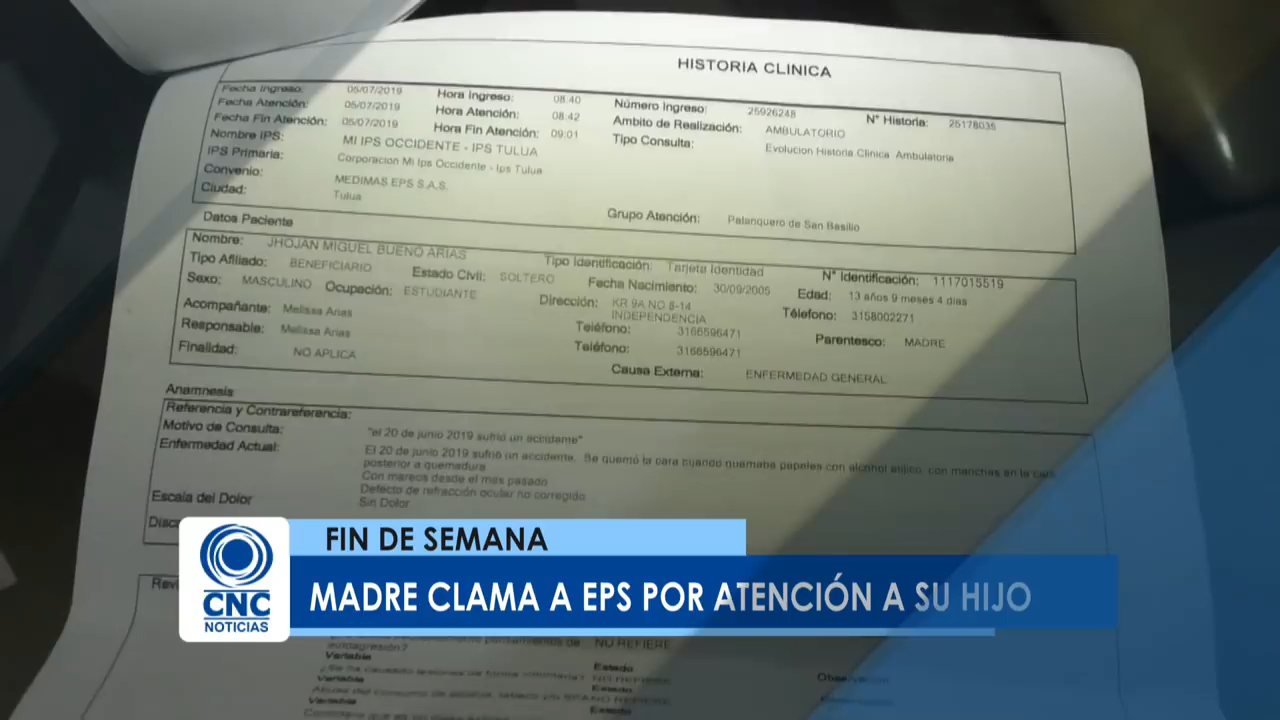 HISTORIA CLINICA
Fecha Ingreso: 05/07/2019 Hora Ingreso: 08:40 Número Ingreso: 25926248 N° Historia: 25178035
Fecha Atención: 05/07/2019 Hora Atención: 08:42 Ambito de Realización: AMBULATORIO
Fecha Fin Atención: 05/07/2019 Hora Fin Atención: 09:01 Tipo Consulta: Evolucion Historia Clinica Ambulatoria
Nombre IPS: MI IPS OCCIDENTE - IPS TULUA
IPS Primaria: Corporacion Mi Ips Occidente - Ips Tulua
Convenio: MEDIMAS EPS S.A.S.
Ciudad: Tulua Grupo Atención: Palanquero de San Basilio
Datos Paciente
Nombre: JHOJAN MIGUEL BUENO ARIAS Tipo Identificación: Tarjeta Identidad N° Identificación: 1117015519
Tipo Afiliado: BENEFICIARIO Estado Civil: SOLTERO Fecha Nacimiento: 30/09/2005 Edad: 13 años 9 meses 4 dias
Sexo: MASCULINO Ocupación: ESTUDIANTE Dirección: KR 9A NO 8-14 INDEPENDENCIA Télefono: 3158002271
Acompañante: Melissa Arias Teléfono: 3166596471 Parentesco: MADRE
Responsable: Melissa Arias Teléfono: 3166596471
Finalidad: NO APLICA Causa Externa: ENFERMEDAD GENERAL
Anamnesis
Referencia y Contrareferencia:
Motivo de Consulta: "el 20 de junio 2019 sufrió un accidente"
Enfermedad Actual: El 20 de junio 2019 sufrio un accidente. Se quemó la cara cuando quemaba papeles con alcohol etilico, con manchas en la cara
posterior a quemadura
Con mareos desde el mes pasado
Defecto de refracción ocular no corregido
Escala del Dolor Sin Dolor
FIN DE SEMANA
CNC
NOTICIAS
MADRE CLAMA A EPS POR ATENCIÓN A SU HIJO
autoagresión? NO REFIERE
Variable Estado
Variable Estado
Variable Estado